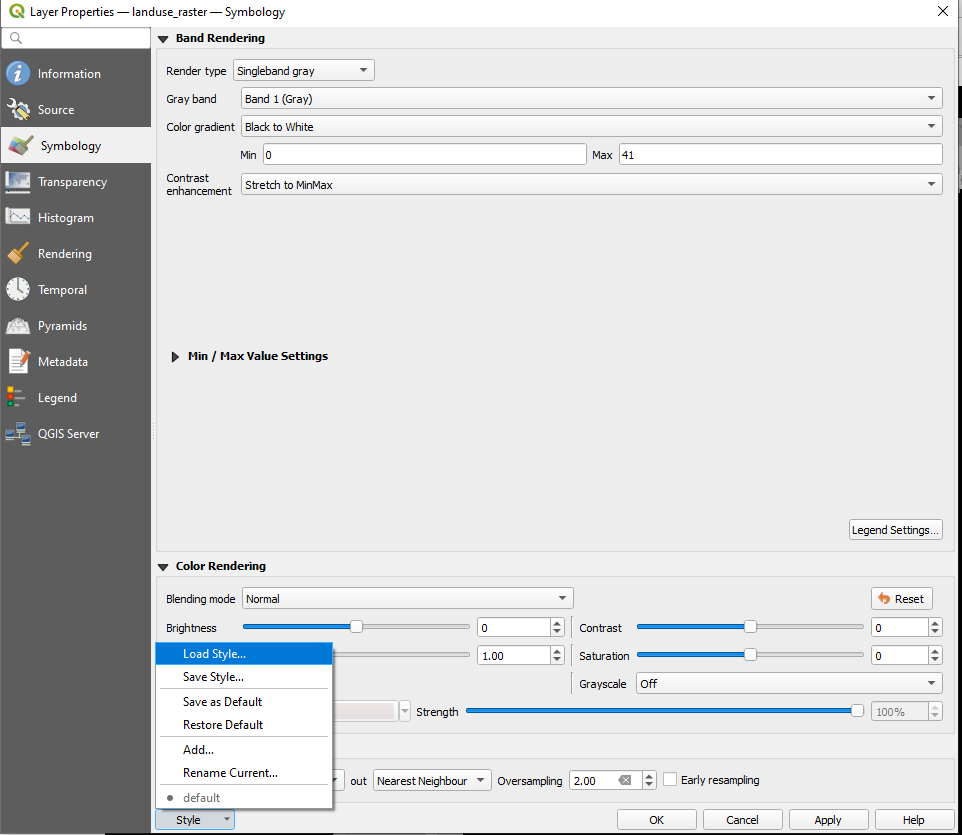 Layer Properties — landuse_raster — Symbology
Information
Source
Symbology
Transparency
Histogram
Rendering
Temporal
Pyramids
Metadata
Legend
QGIS Server
Band Rendering
Render type Singleband gray
Gray band Band 1 (Gray)
Color gradient Black to White
Min 0 Max 41
Contrast
enhancement Stretch to MinMax
Min / Max Value Settings
Legend Settings...
Color Rendering
Blending mode Normal Reset
Brightness 0 Contrast 0
1.00 Saturation 0
Grayscale Off
Strength 100%
out Nearest Neighbour Oversampling 2.00 Early resampling
Load Style...
Save Style...
Save as Default
Restore Default
Add...
Rename Current...
default
Style OK Cancel Apply Help